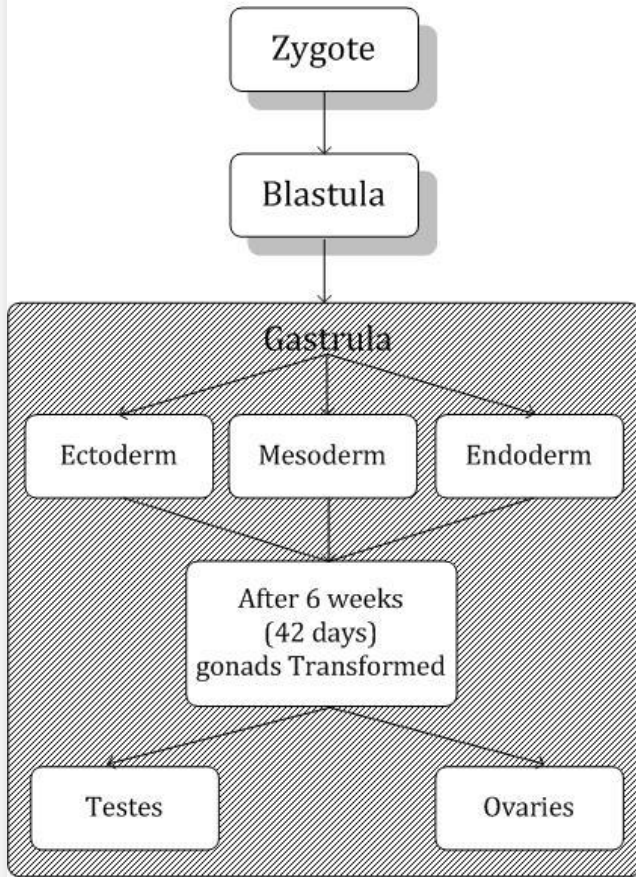 Zygote
Blastula
Gastrula
Ectoderm
Mesoderm
Endoderm
After 6 weeks
(42 days)
gonads Transformed
Testes
Ovaries